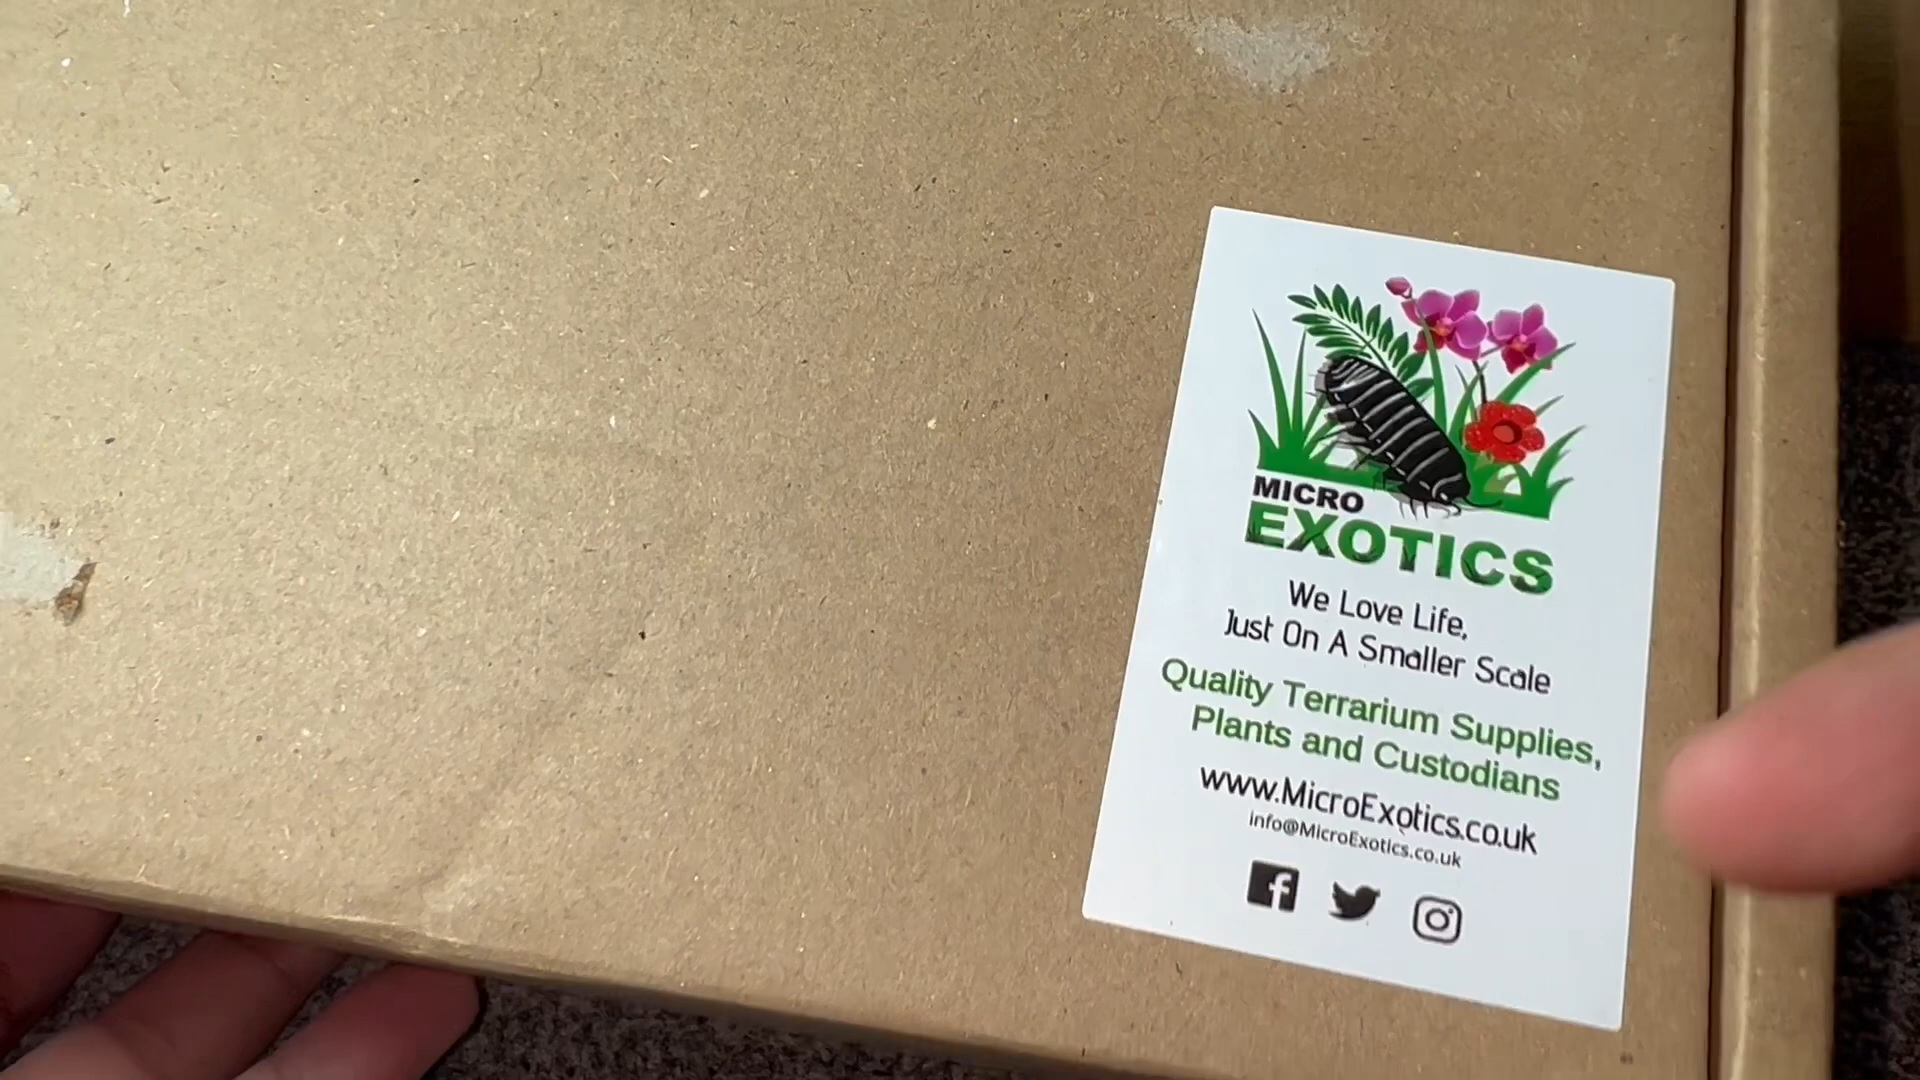 MICRO
EXOTICS
We Love Life,
Just On A Smaller Scale
Quality Terrarium Supplies,
Plants and Custodians
www.MicroExotics.co.uk
info@MicroExotics.co.uk